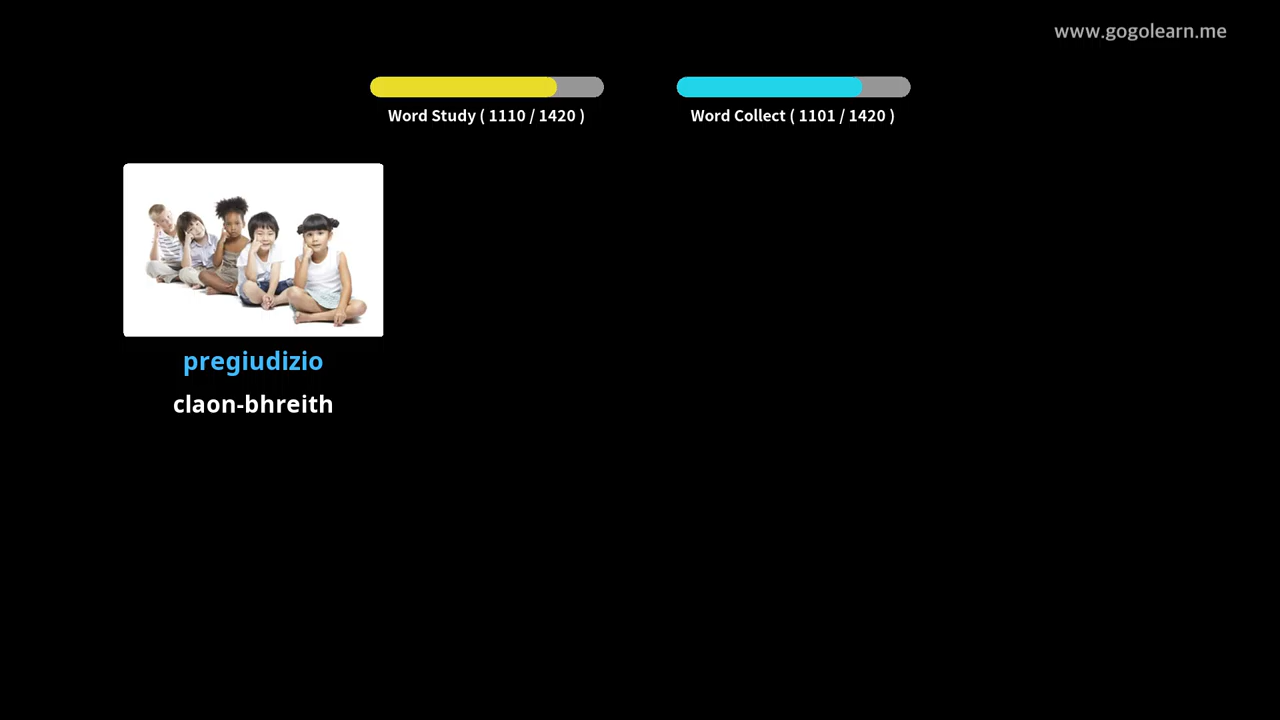 www.gogolearn.me
Word Study ( 1110 / 1420 )
Word Collect ( 1101 / 1420 )
pregiudizio
claon-bhreith